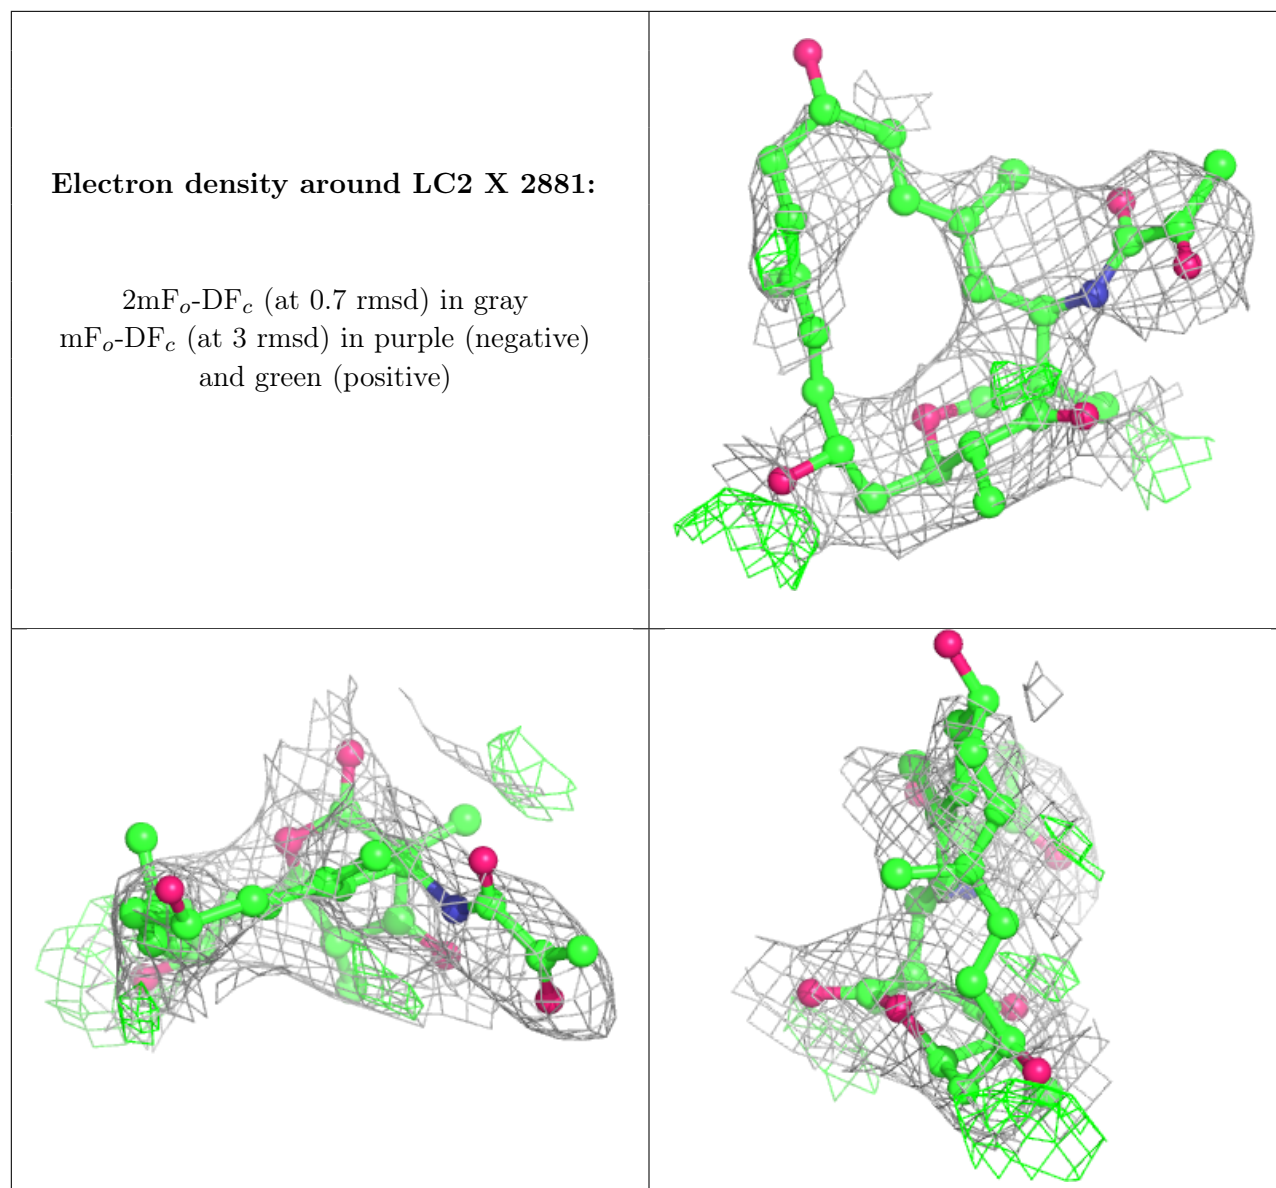 Electron density around LC2 X 2881:
2mFo-DFc (at 0.7 rmsd) in gray
mFo-DFc (at 3 rmsd) in purple (negative)
and green (positive)